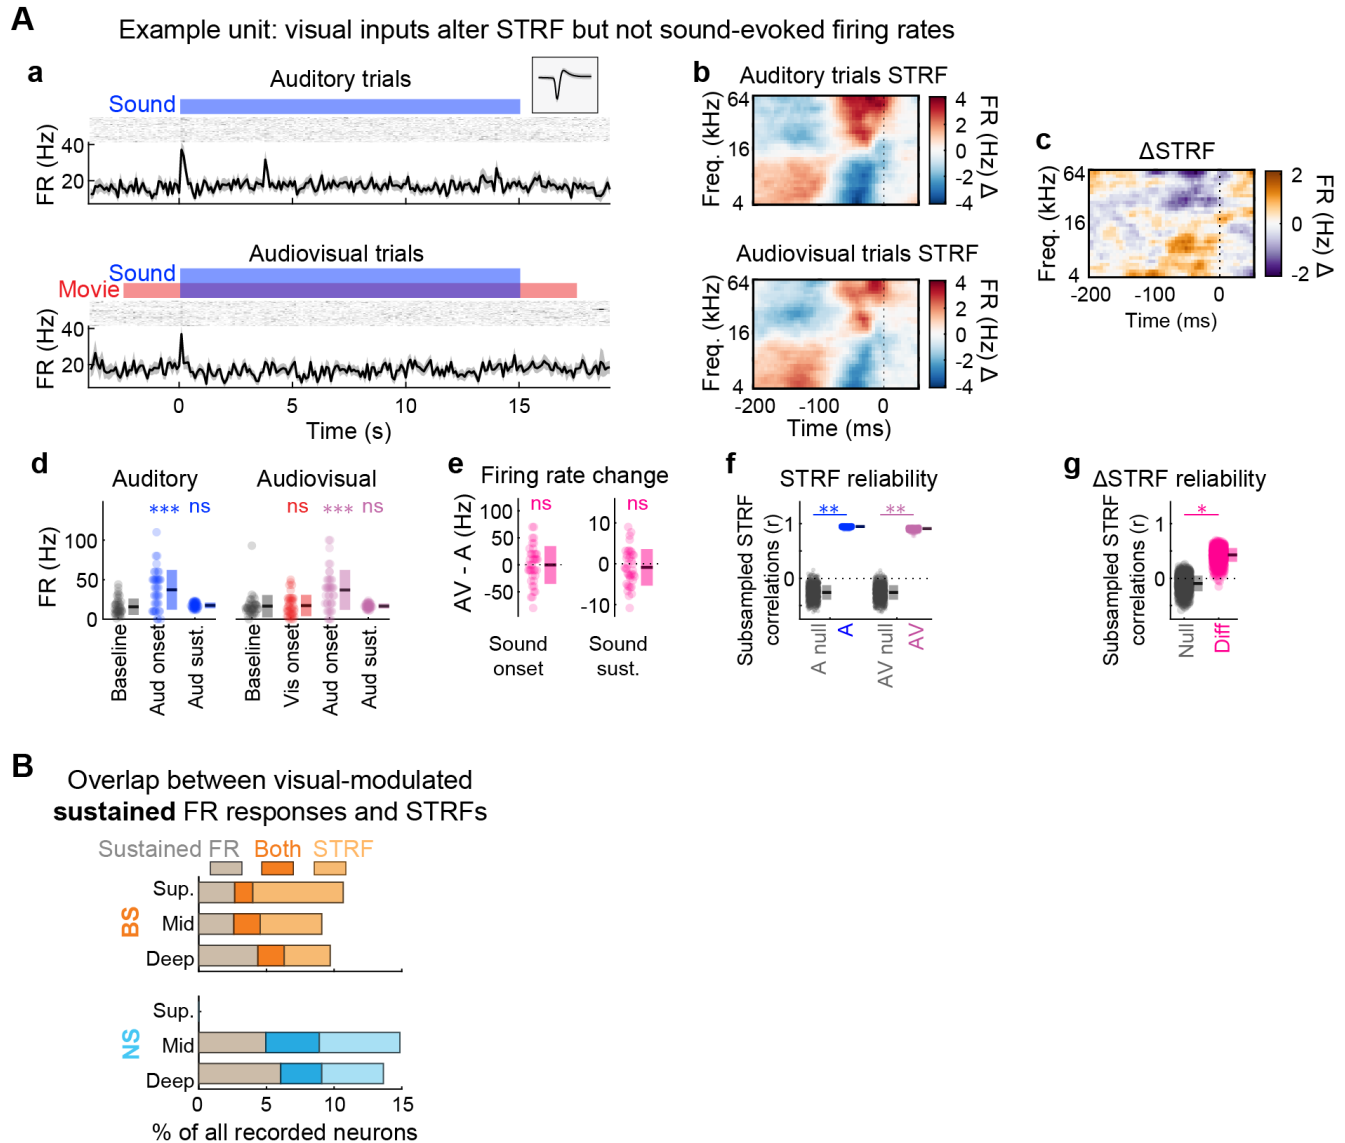 A
Example unit: visual inputs alter STRF but not sound-evoked firing rates
a
Auditory trials
Sound
FR (Hz)
40
20
Audiovisual trials
Sound
Movie
FR (Hz)
40
20
0 5 10 15
Time (s)
b
Auditory trials STRF
Freq. (kHz)
64
16
4
4
2
0
-2
-4
FR (Hz) Δ
Audiovisual trials STRF
Freq. (kHz)
64
16
4
4
2
0
-2
-4
FR (Hz) Δ
-200 -100 0
Time (ms)
c
ΔSTRF
Freq. (kHz)
64
16
4
2
0
-2
FR (Hz) Δ
-200 -100 0
Time (ms)
d
Auditory
Audiovisual
*** ns
ns *** ns
FR (Hz)
100
50
0
Baseline
Aud onset
Aud sust.
Baseline
Vis onset
Aud onset
Aud sust.
e
Firing rate change
ns
ns
AV - A (Hz)
100
50
0
-50
10
0
-10
Sound
onset
Sound
sust.
f
STRF reliability
** **
Subsampled STRF
correlations (r)
1
0
A null
A
AV null
AV
g
ΔSTRF reliability
*
Subsampled STRF
correlations (r)
1
0
Null
Diff
B
Overlap between visual-modulated
sustained FR responses and STRFs
Sustained FR Both STRF
BS
Sup.
Mid
Deep
NS
Sup.
Mid
Deep
0 5 10 15
% of all recorded neurons